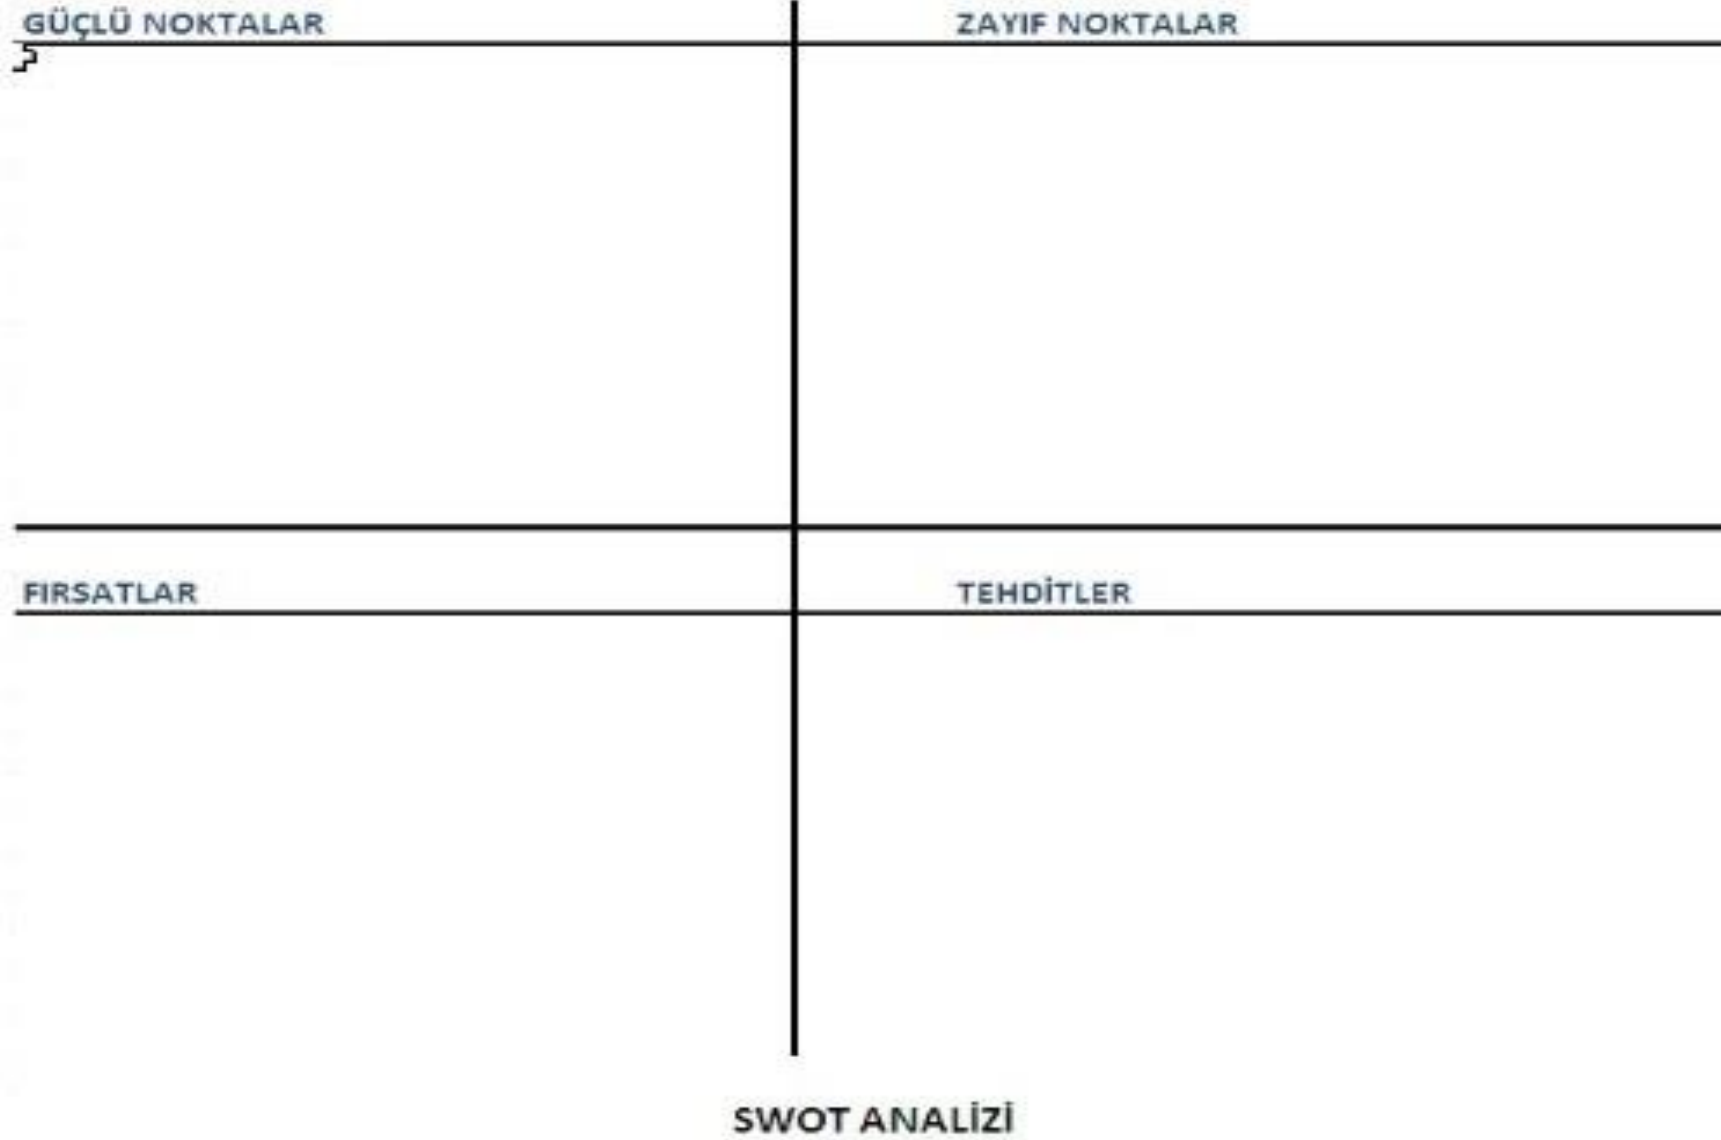 GÜÇLÜ NOKTALAR
ZAYIF NOKTALAR
FIRSATLAR
TEHDİTLER
SWOT ANALİZİ